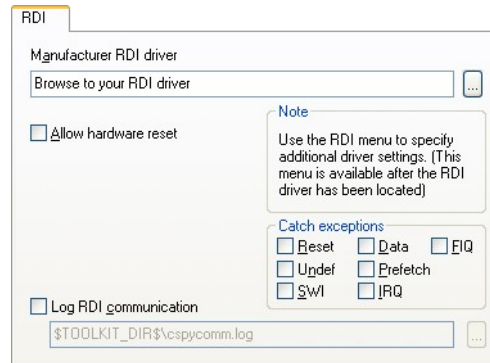 RDI
Manufacturer RDI driver
Browse to your RDI driver
...
Allow hardware reset
Note
Use the RDI menu to specify
additional driver settings. (This
menu is available after the RDI
driver has been located)
Catch exceptions
Reset Data FIQ
Undef Prefetch
SWI IRQ
Log RDI communication
$TOOLKIT_DIR$\cspycomm.log
...